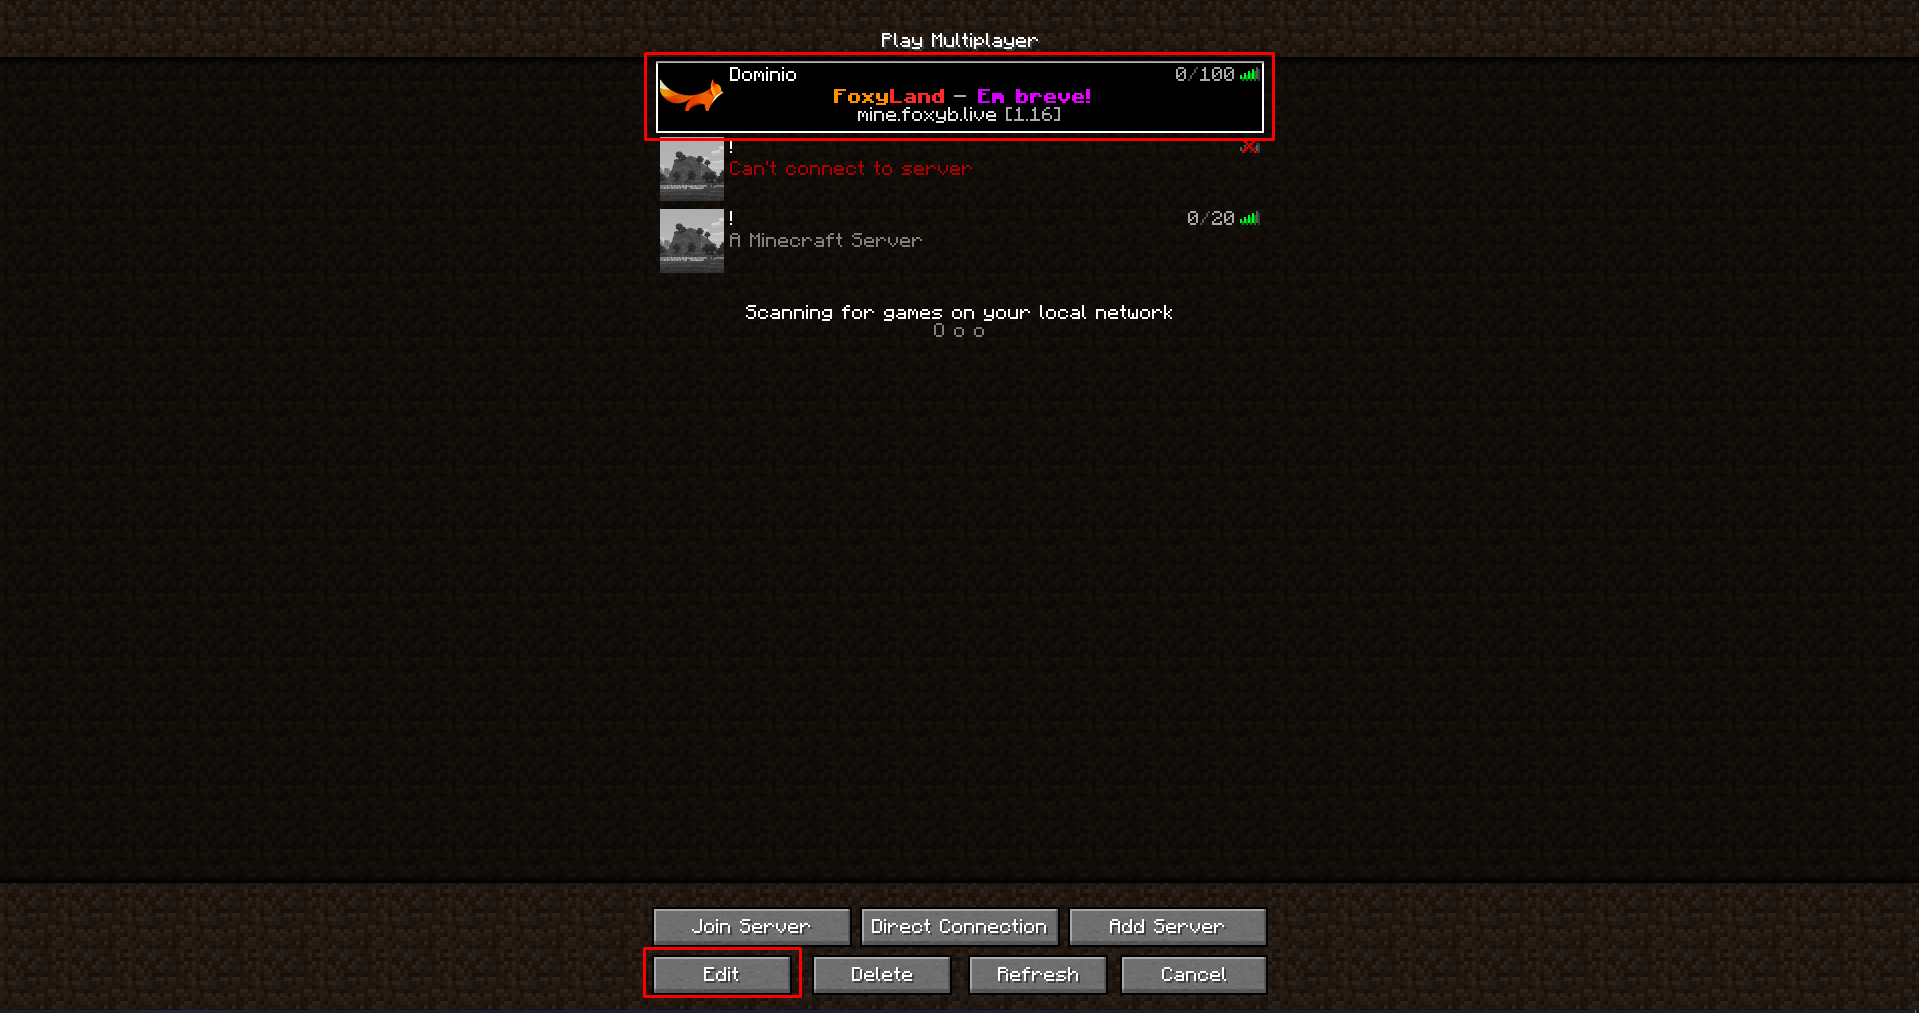 Play Multiplayer
Dominio 0/100
FoxyLand - Em breve!
mine.foxyb.live [1.16]
!
Can't connect to server
! 0/20
A Minecraft Server
Scanning for games on your local network
O o o
Join Server Direct Connection Add Server
Edit Delete Refresh Cancel